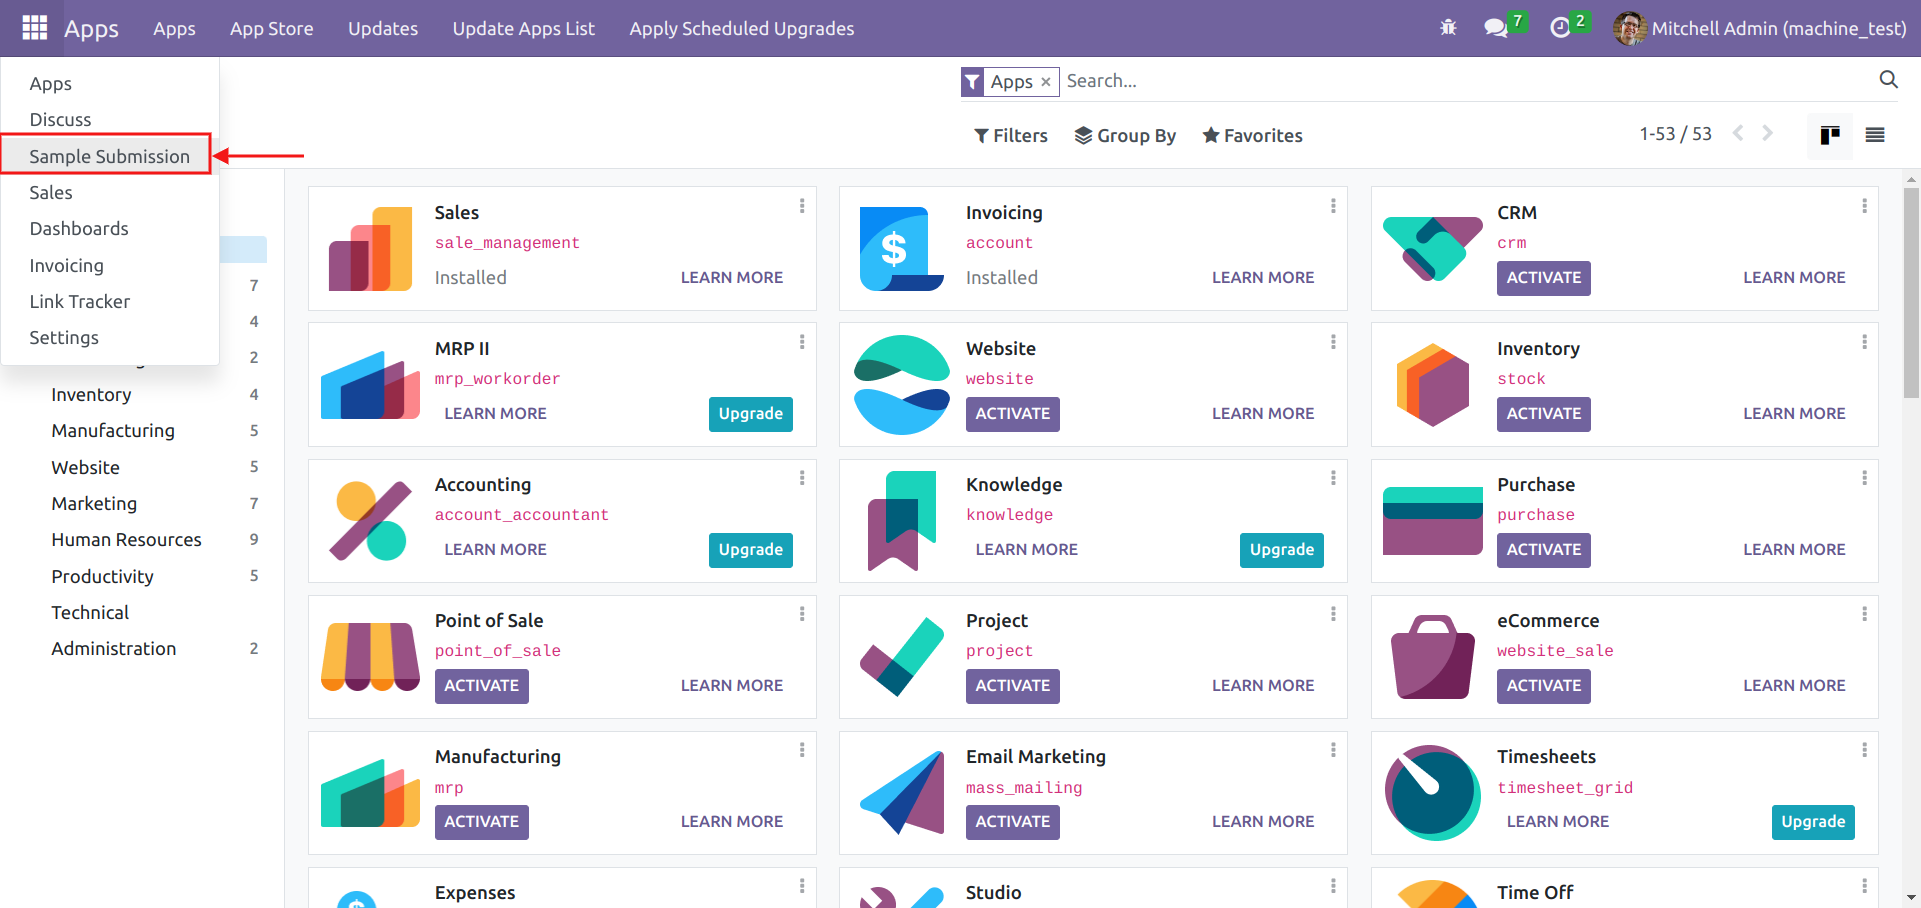 Apps Apps App Store Updates Update Apps List Apply Scheduled Upgrades 7 2 Mitchell Admin (machine_test)
Apps
Discuss
Sample Submission
Sales
Dashboards
Invoicing
Link Tracker
Settings
Apps × Search...
Filters Group By Favorites 1-53 / 53
7
4
2
Inventory 4
Manufacturing 5
Website 5
Marketing 7
Human Resources 9
Productivity 5
Technical
Administration 2
Sales
sale_management
Installed LEARN MORE
Invoicing
account
Installed LEARN MORE
CRM
crm
ACTIVATE LEARN MORE
MRP II
mrp_workorder
LEARN MORE Upgrade
Website
website
ACTIVATE LEARN MORE
Inventory
stock
ACTIVATE LEARN MORE
Accounting
account_accountant
LEARN MORE Upgrade
Knowledge
knowledge
LEARN MORE Upgrade
Purchase
purchase
ACTIVATE LEARN MORE
Point of Sale
point_of_sale
ACTIVATE LEARN MORE
Project
project
ACTIVATE LEARN MORE
eCommerce
website_sale
ACTIVATE LEARN MORE
Manufacturing
mrp
ACTIVATE LEARN MORE
Email Marketing
mass_mailing
ACTIVATE LEARN MORE
Timesheets
timesheet_grid
LEARN MORE Upgrade
Expenses
Studio
Time Off